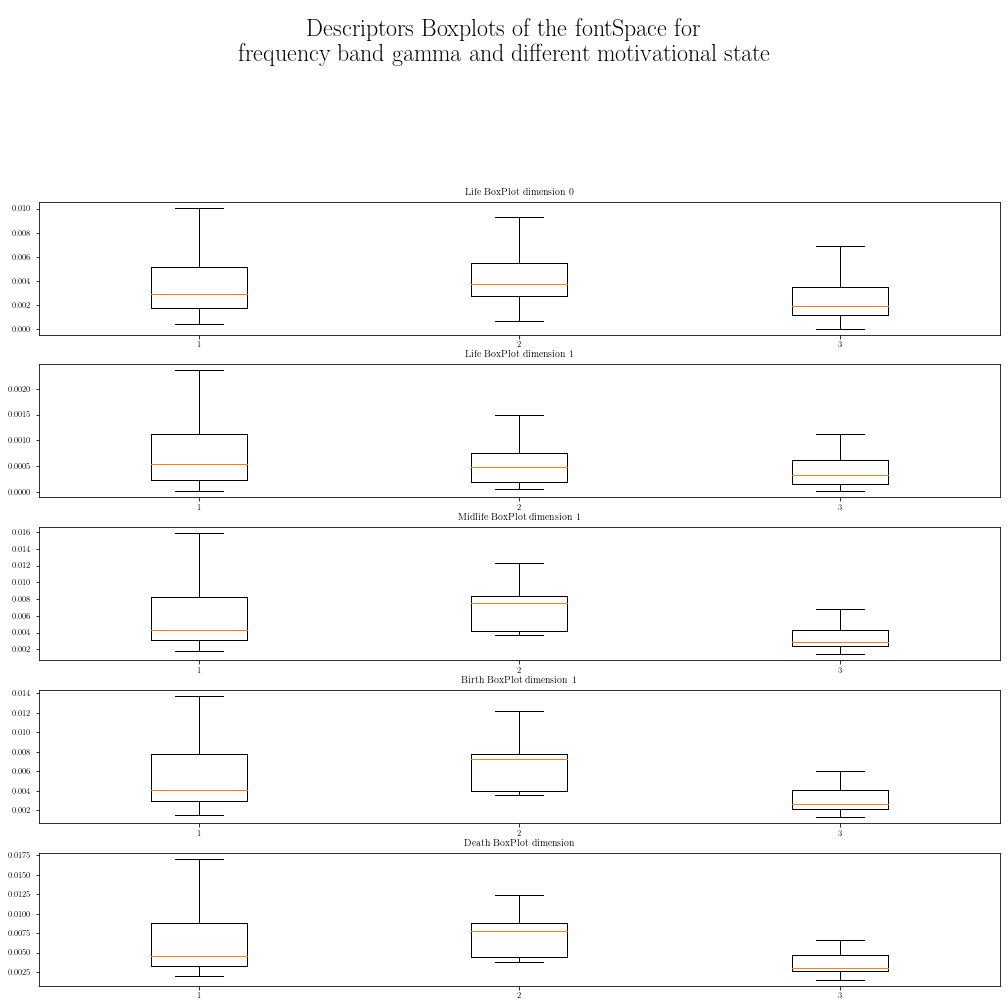 Descriptors Boxplots of the fontSpace for
frequency band gamma and different motivational state
Life BoxPlot dimension 0
0.010
0.008
0.006
0.004
0.002
0.000
1 2 3
Life BoxPlot dimension 1
0.0020
0.0015
0.0010
0.0005
0.0000
1 2 3
Midlife BoxPlot dimension 1
0.016
0.014
0.012
0.010
0.008
0.006
0.004
0.002
1 2 3
Birth BoxPlot dimension 1
0.014
0.012
0.010
0.008
0.006
0.004
0.002
1 2 3
Death BoxPlot dimension
0.0175
0.0150
0.0125
0.0100
0.0075
0.0050
0.0025
1 2 3